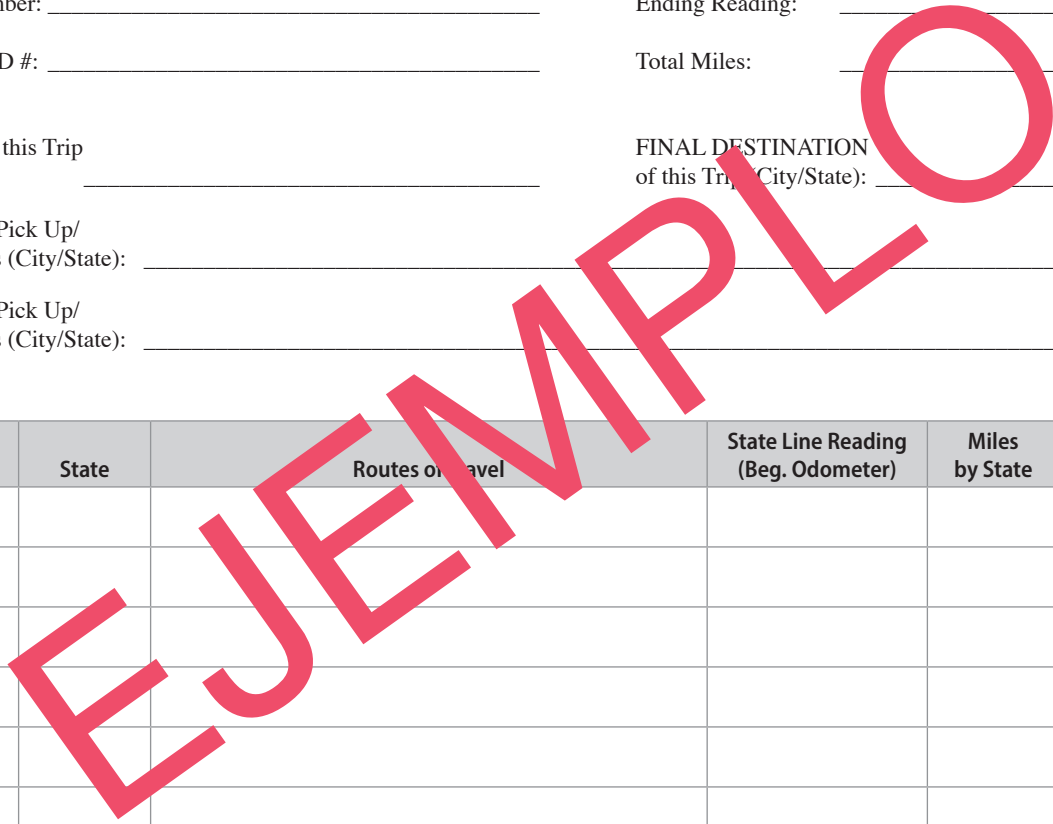 mber: Ending Reading:
D #: Total Miles:
this Trip FINAL DESTINATION
of this Trip (City/State):
Pick Up/
s (City/State):
Pick Up/
s (City/State):
State Line Reading Miles
State Routes of Travel (Beg. Odometer) by State
EJEMPLO